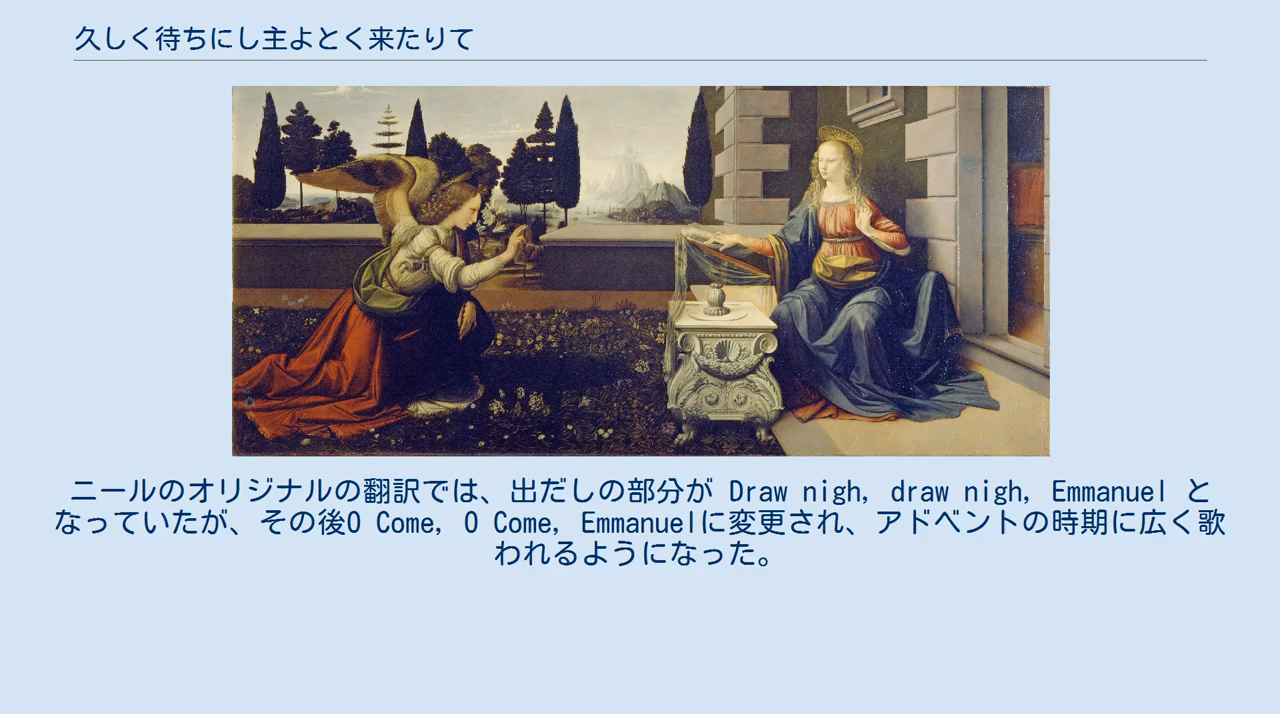 久しく待ちにし主よとく来たりて
ニールのオリジナルの翻訳では、出だしの部分が Draw nigh, draw nigh, Emmanuel と
なっていたが、その後O Come, O Come, Emmanuelに変更され、アドベントの時期に広く歌
われるようになった。